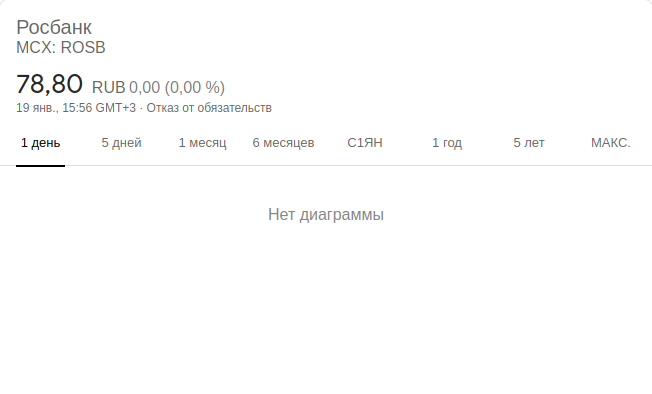 Росбанк
MCX: ROSB
78,80 RUB 0,00 (0,00 %)
19 янв., 15:56 GMT+3 · Отказ от обязательств
1 день 5 дней 1 месяц 6 месяцев С1ЯН 1 год 5 лет МАКС.
Нет диаграммы